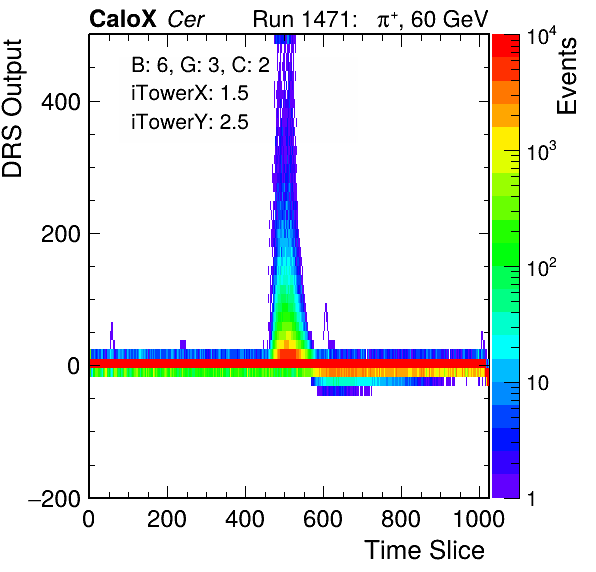 CaloX Cer Run 1471: π⁺, 60 GeV
B: 6, G: 3, C: 2
iTowerX: 1.5
iTowerY: 2.5
DRS Output
400
200
0
−200
0 200 400 600 800 1000
Time Slice
Events
10⁴
10³
10²
10
1